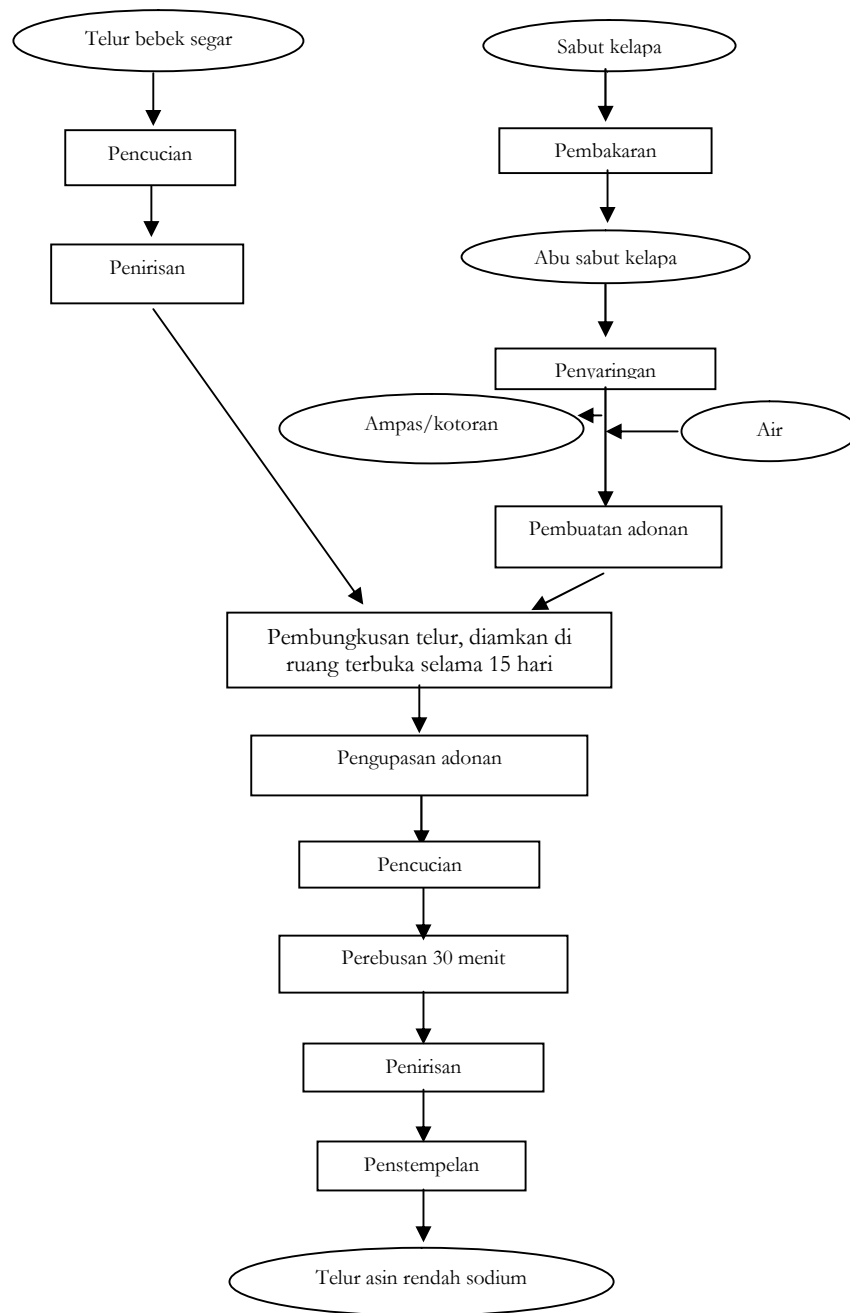 Telur bebek segar
Sabut kelapa
Pencucian
Pembakaran
Penirisan
Abu sabut kelapa
Penyaringan
Ampas/kotoran
Air
Pembuatan adonan
Pembungkusan telur, diamkan di
ruang terbuka selama 15 hari
Pengupasan adonan
Pencucian
Perebusan 30 menit
Penirisan
Penstempelan
Telur asin rendah sodium